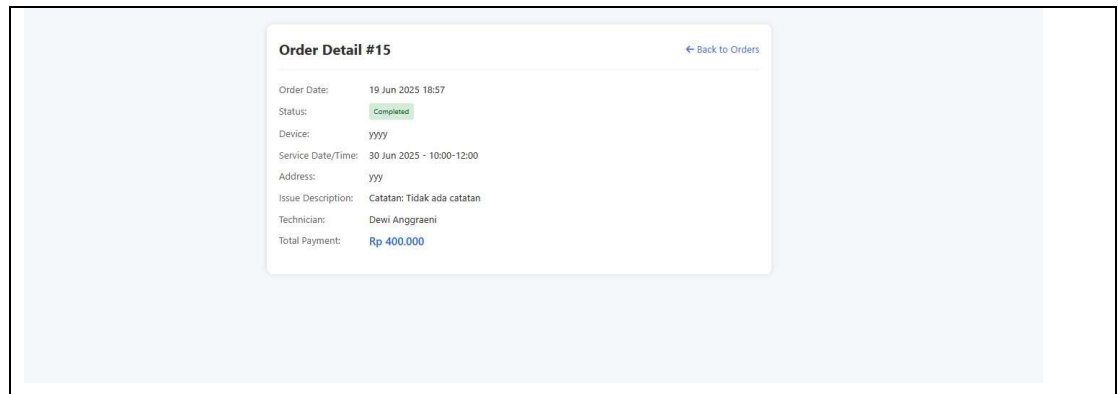 Order Detail #15
← Back to Orders
Order Date: 19 Jun 2025 18:57
Status: Completed
Device: yyyy
Service Date/Time: 30 Jun 2025 - 10:00-12:00
Address: yyy
Issue Description: Catatan: Tidak ada catatan
Technician: Dewi Anggraeni
Total Payment: Rp 400.000